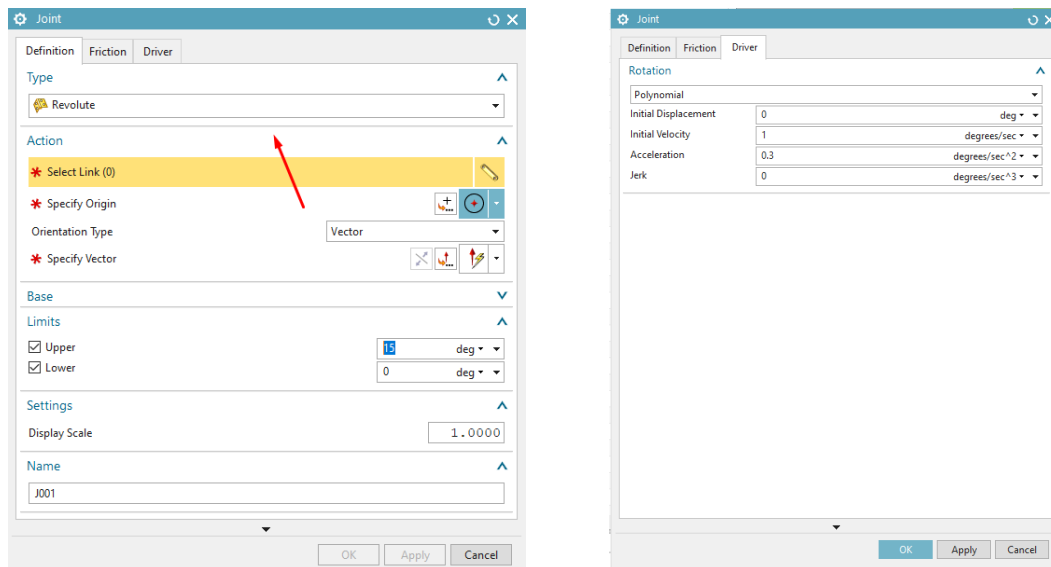 Joint
Definition Friction Driver
Type
Revolute
Action
* Select Link (0)
* Specify Origin
Orientation Type Vector
* Specify Vector
Base
Limits
Upper 15 deg
Lower 0 deg
Settings
Display Scale 1.0000
Name
J001
OK Apply Cancel
Joint
Definition Friction Driver
Rotation
Polynomial
Initial Displacement 0 deg
Initial Velocity 1 degrees/sec
Acceleration 0.3 degrees/sec^2
Jerk 0 degrees/sec^3
OK Apply Cancel